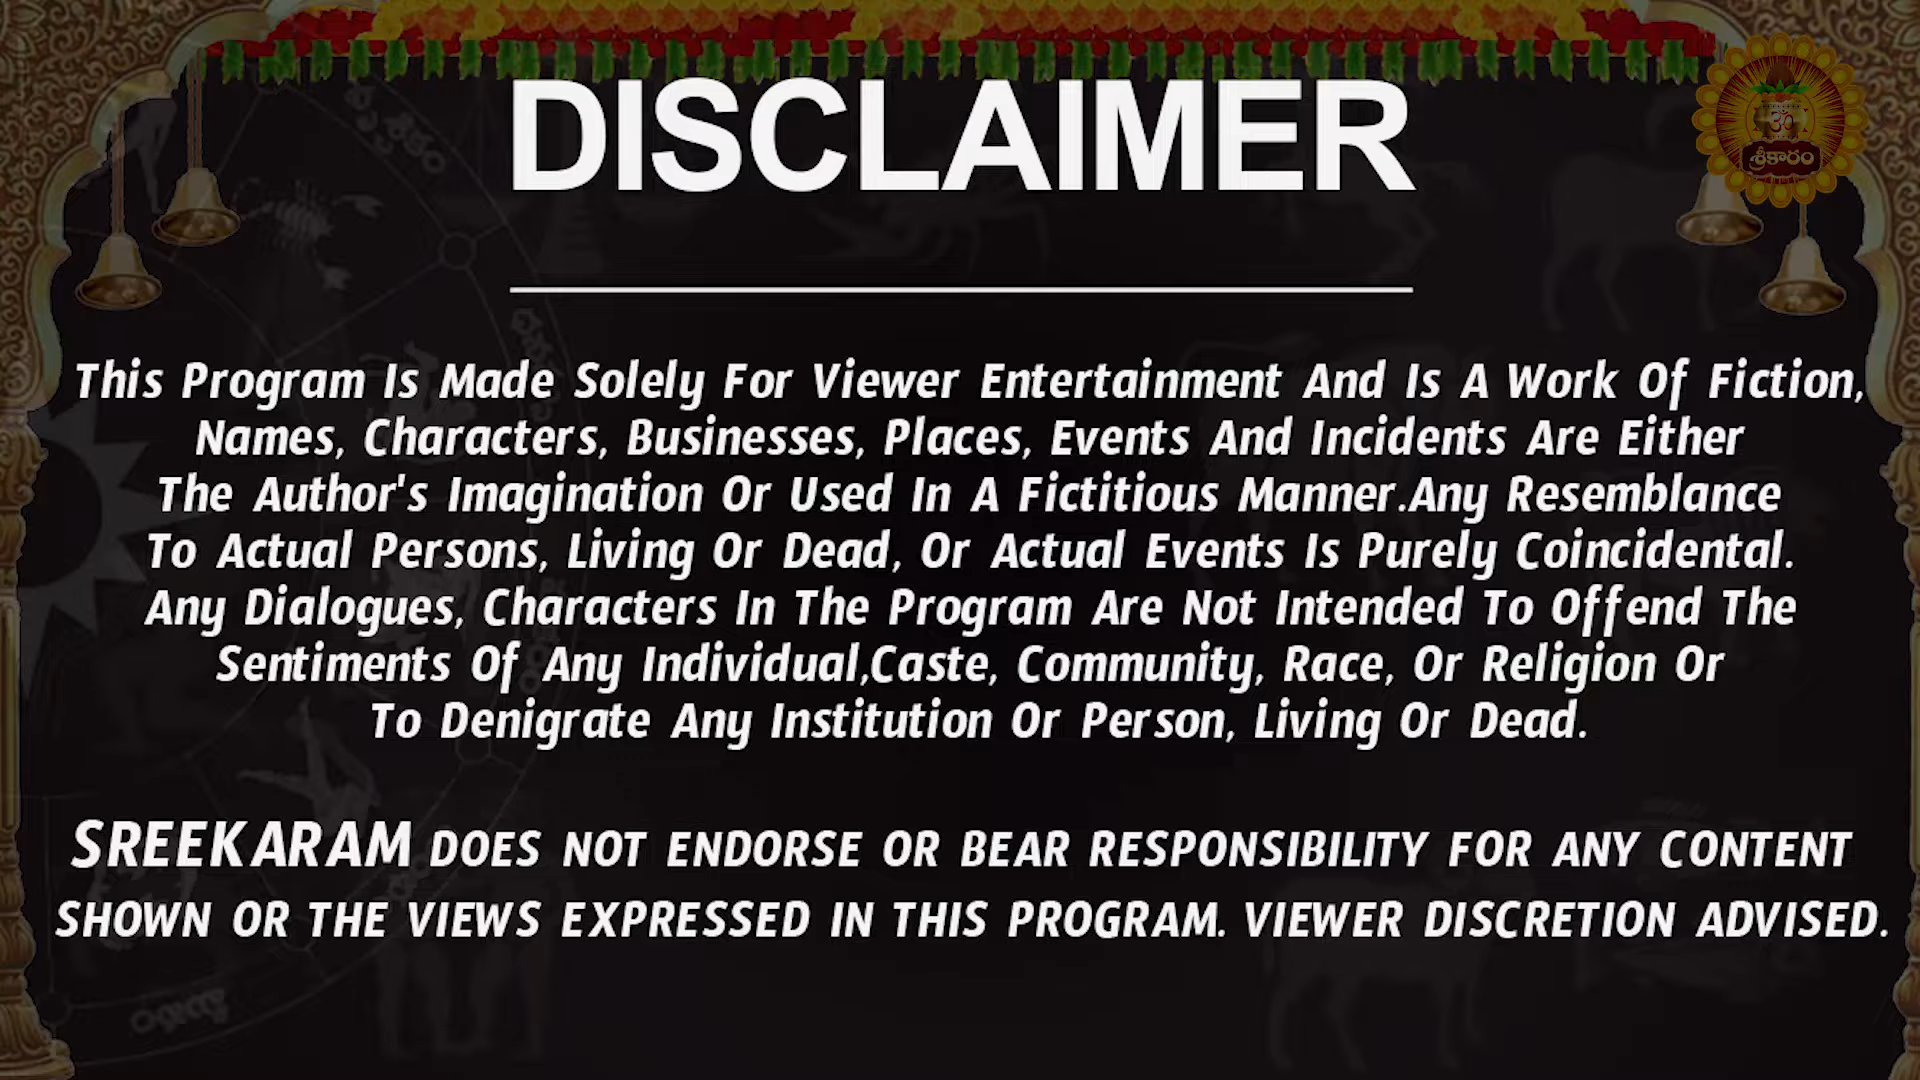 DISCLAIMER
శ్రీకారం
This Program Is Made Solely For Viewer Entertainment And Is A Work Of Fiction,
Names, Characters, Businesses, Places, Events And Incidents Are Either
The Author's Imagination Or Used In A Fictitious Manner.Any Resemblance
To Actual Persons, Living Or Dead, Or Actual Events Is Purely Coincidental.
Any Dialogues, Characters In The Program Are Not Intended To Offend The
Sentiments Of Any Individual,Caste, Community, Race, Or Religion Or
To Denigrate Any Institution Or Person, Living Or Dead.
SREEKARAM DOES NOT ENDORSE OR BEAR RESPONSIBILITY FOR ANY CONTENT
SHOWN OR THE VIEWS EXPRESSED IN THIS PROGRAM. VIEWER DISCRETION ADVISED.